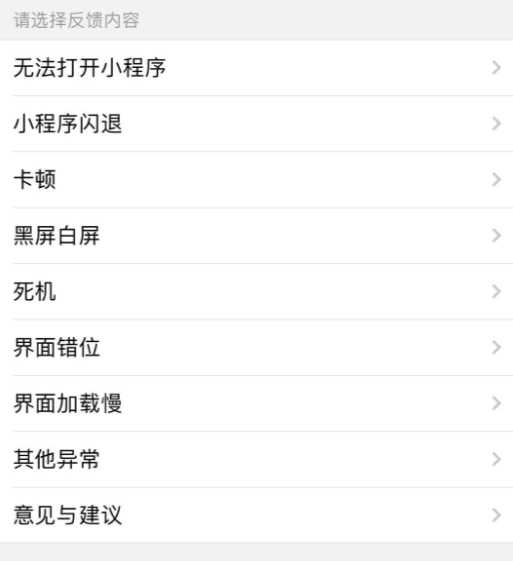 请选择反馈内容
无法打开小程序
小程序闪退
卡顿
黑屏白屏
死机
界面错位
界面加载慢
其他异常
意见与建议